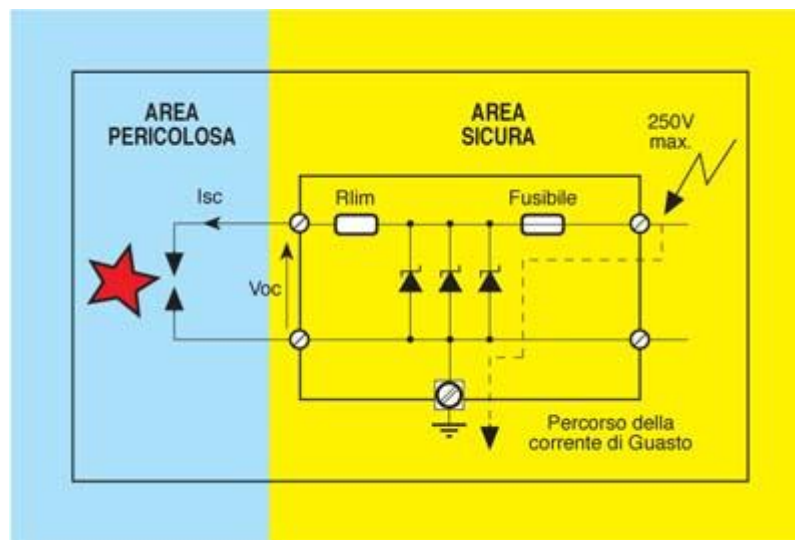 AREA
PERICOLOSA
AREA
SICURA
250V
max.
Isc
Rlim
Fusibile
Voc
Percorso della
corrente di Guasto